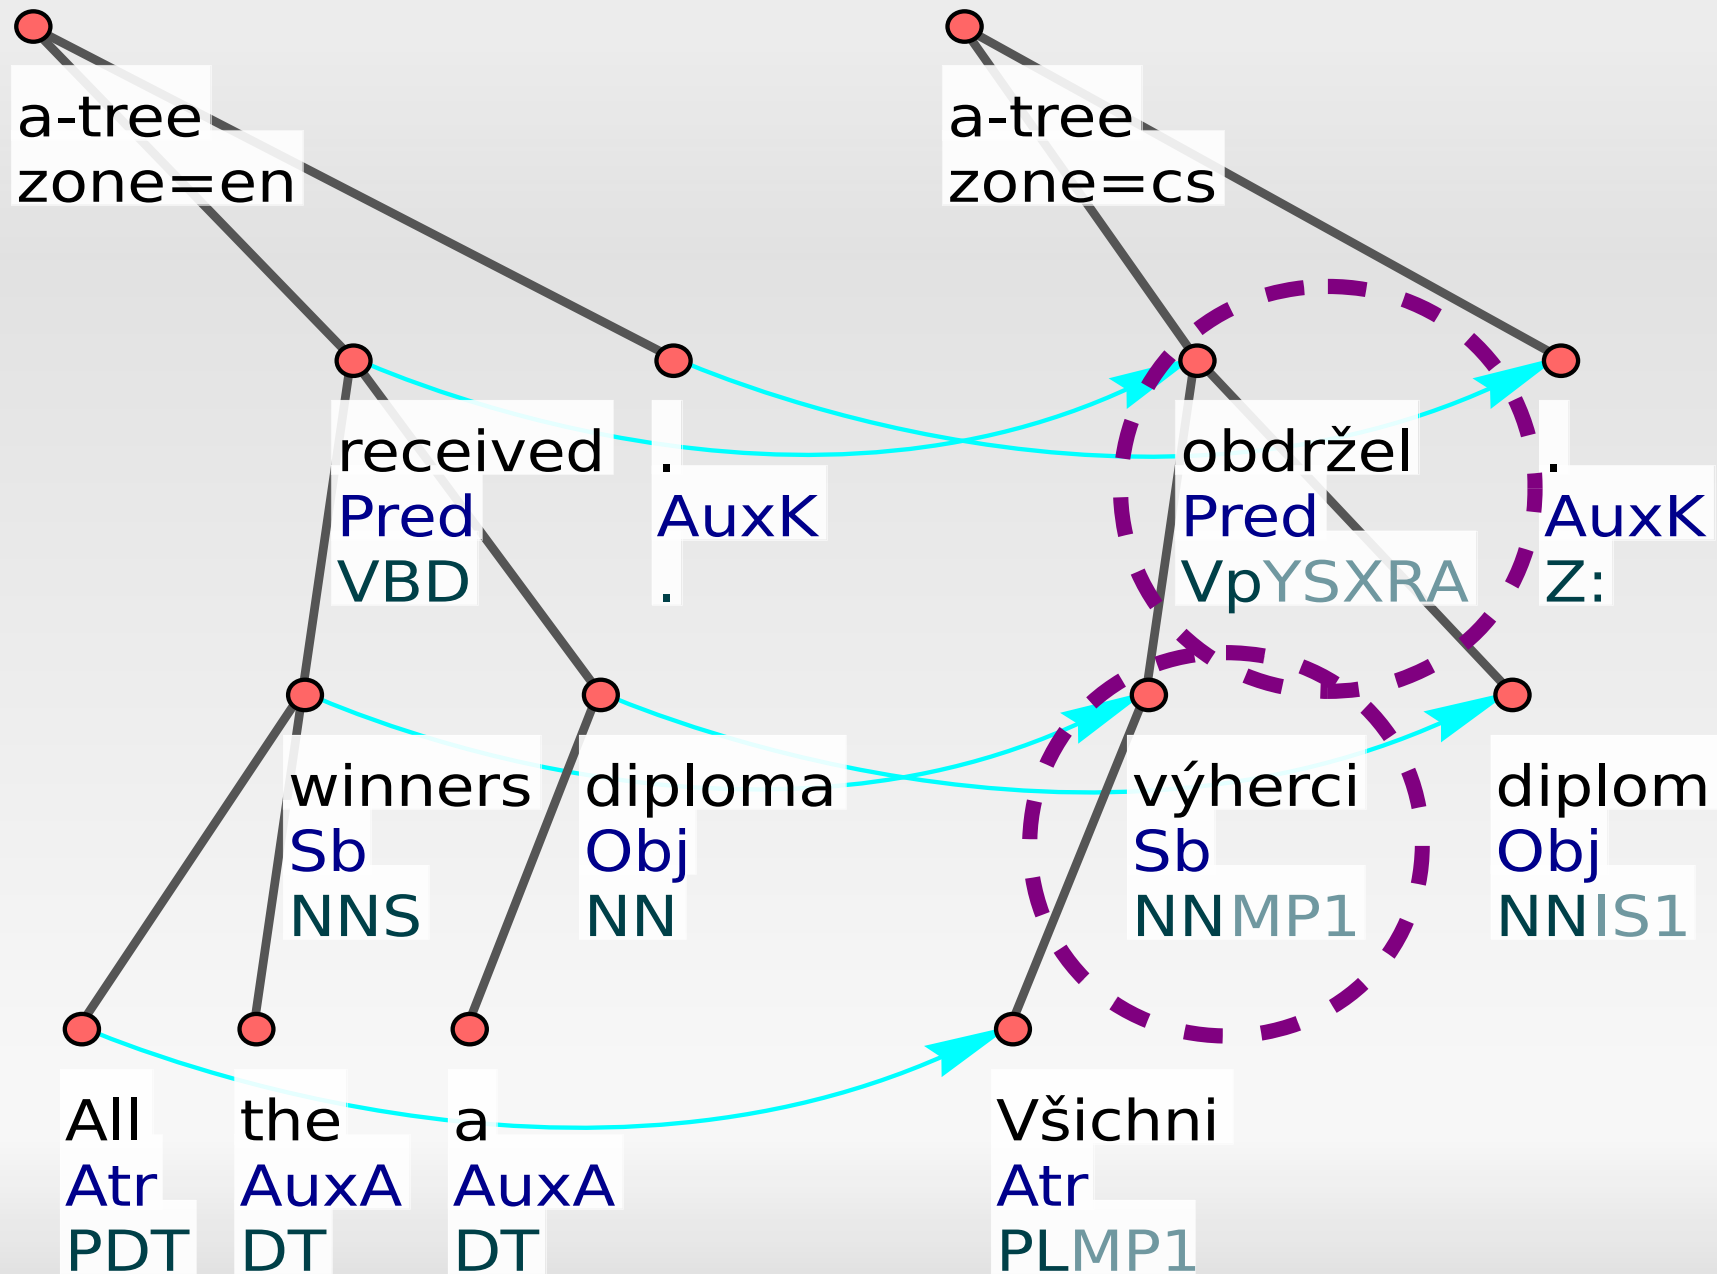 a-tree
zone=en
a-tree
zone=cs
received
Pred
VBD
.
AuxK
.
obdržel
Pred
VpYSXRA
.
AuxK
Z:
winners
Sb
NNS
diploma
Obj
NN
výherci
Sb
NNMP1
diplom
Obj
NNIS1
All
Atr
PDT
the
AuxA
DT
a
AuxA
DT
Všichni
Atr
PLMP1